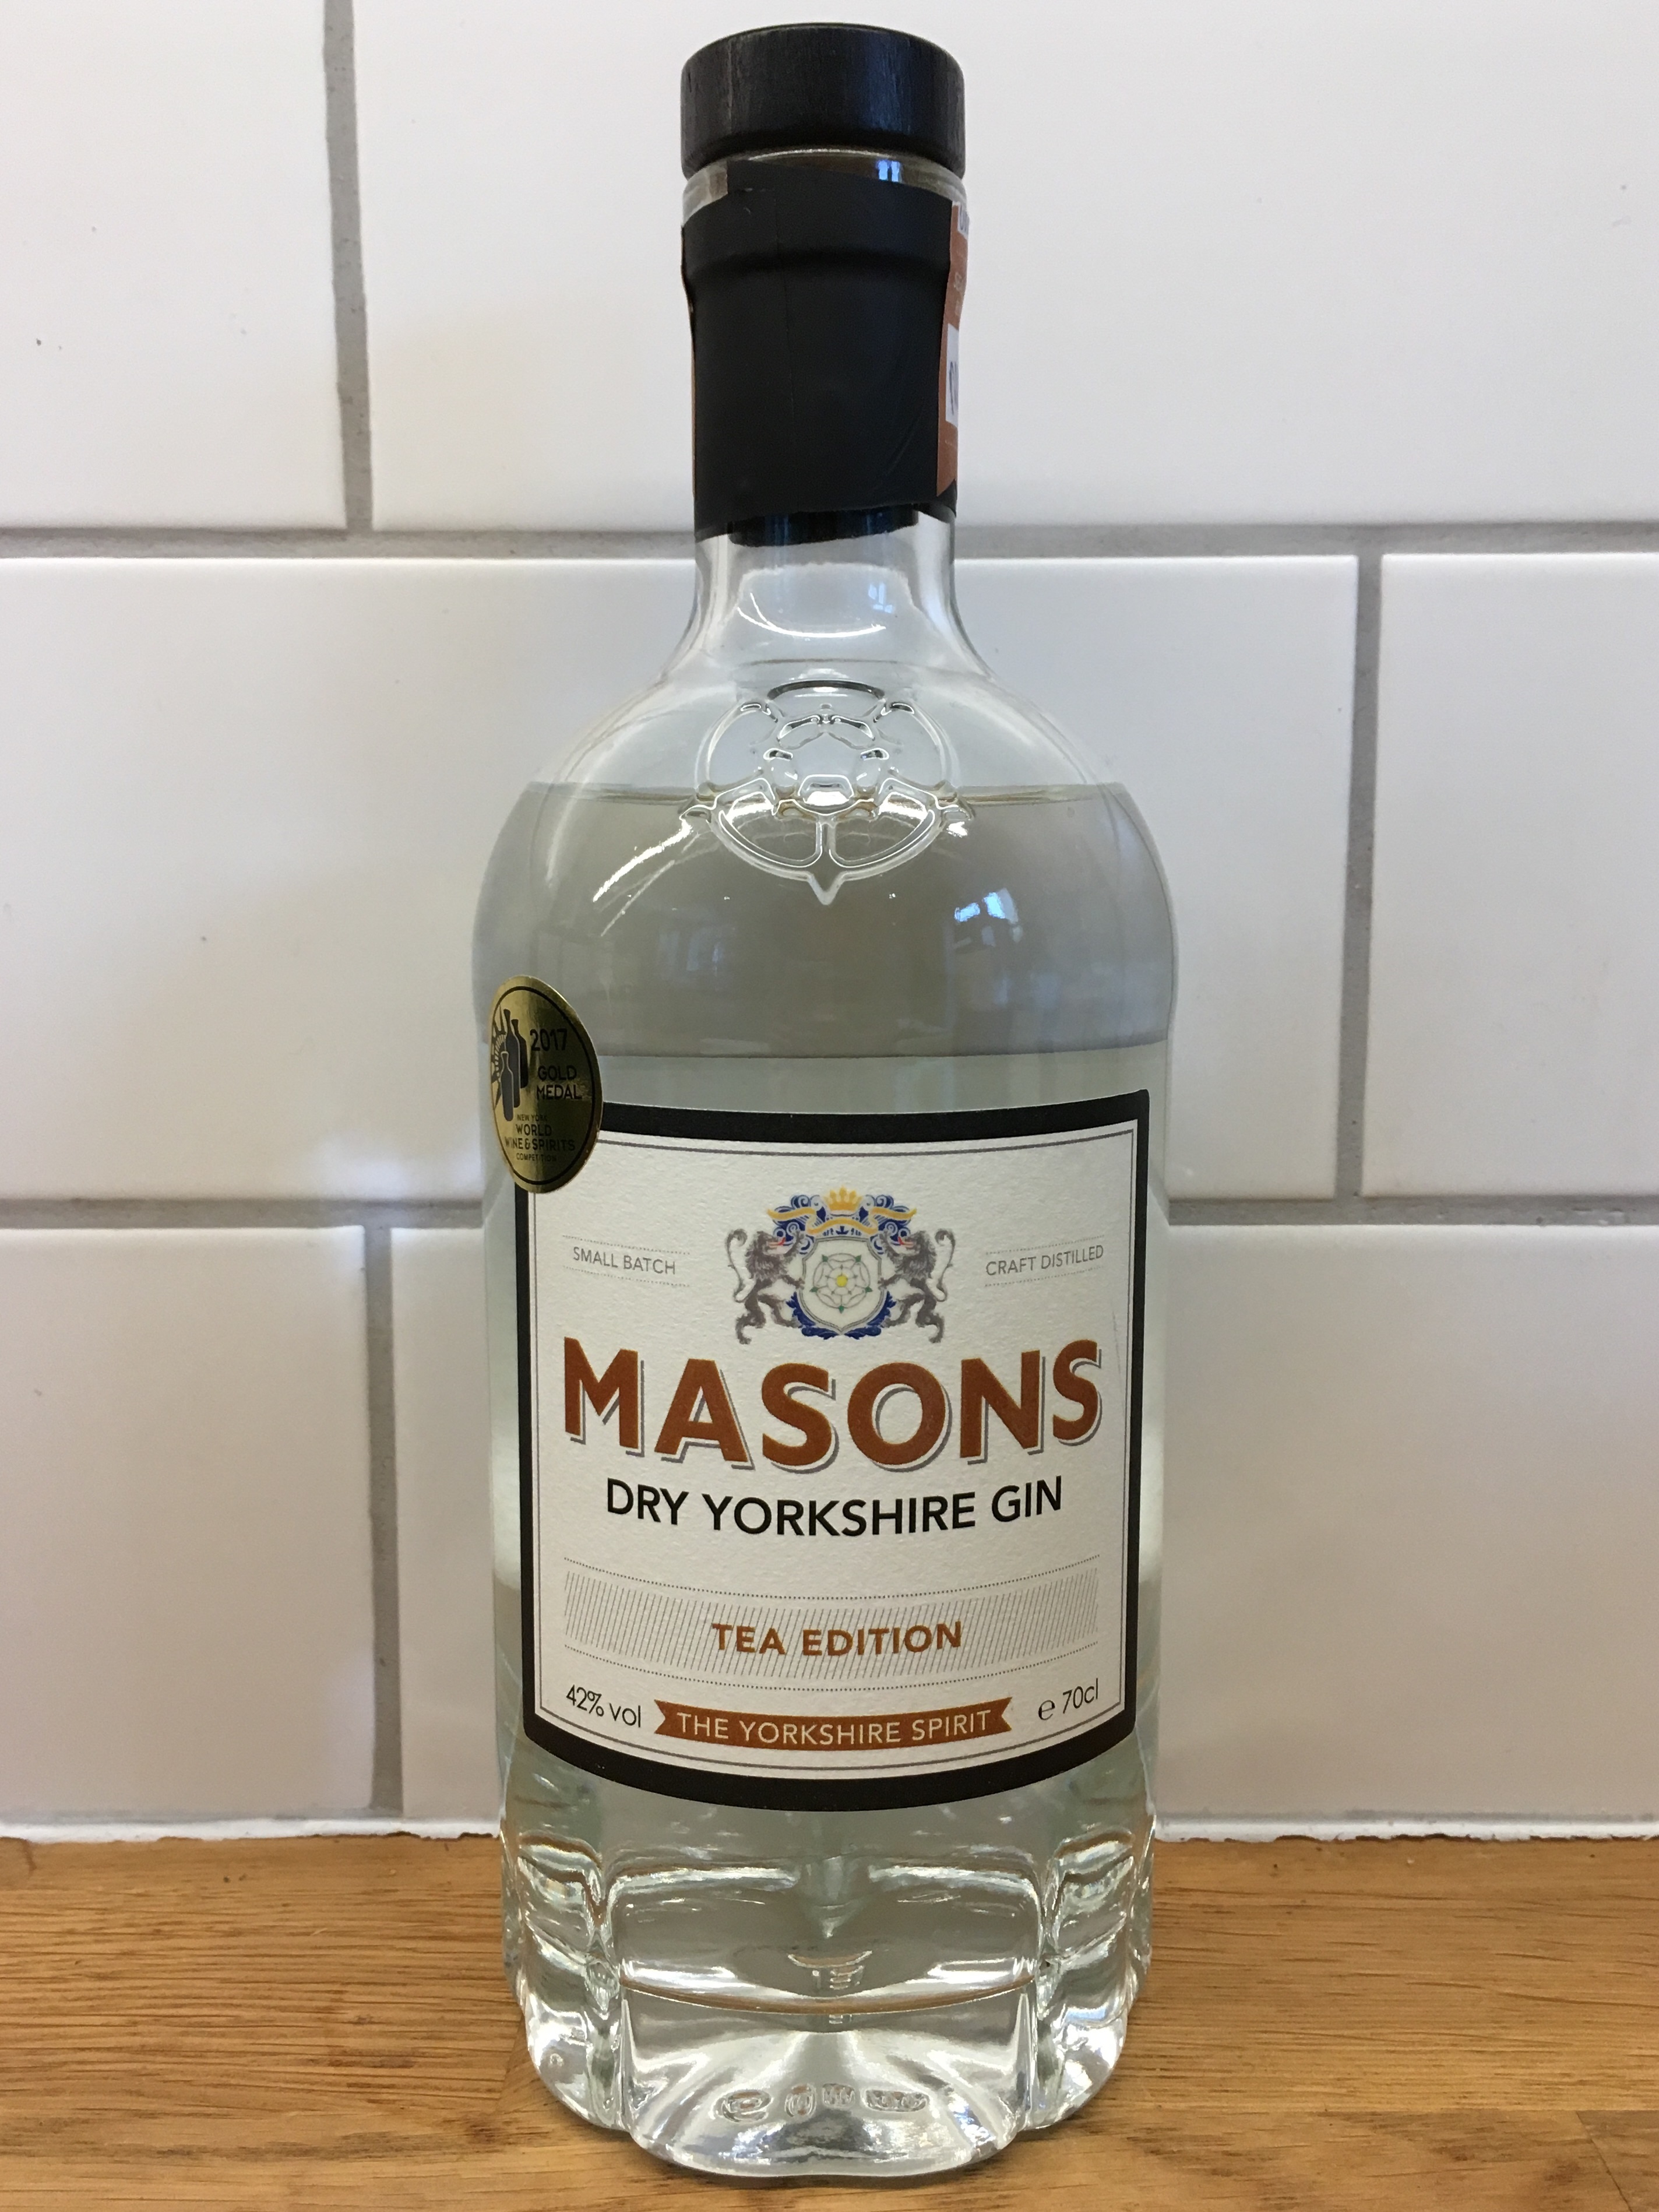 2017
GOLD
MEDAL
NEW YORK
WORLD
WINE & SPIRITS
COMPETITION
SMALL BATCH
CRAFT DISTILLED
MASONS
DRY YORKSHIRE GIN
TEA EDITION
42% vol
THE YORKSHIRE SPIRIT
e 70cl